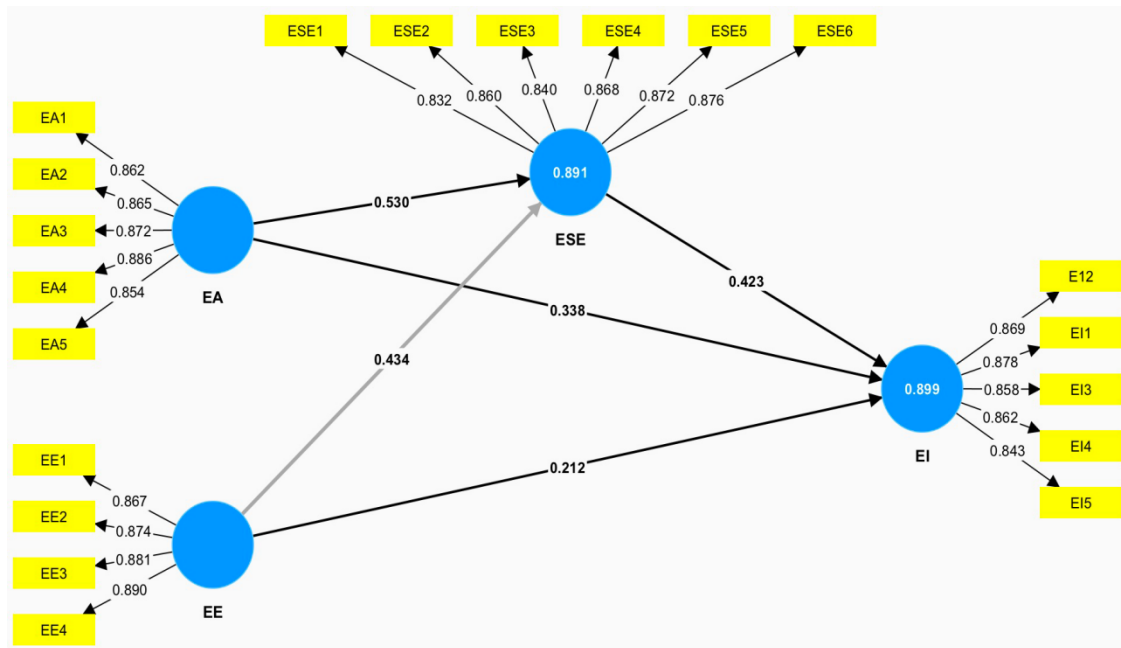 ESE1 ESE2 ESE3 ESE4 ESE5 ESE6
0.832 0.860 0.840 0.868 0.872 0.876
EA1
EA2
EA3
EA4
EA5
0.862
0.865
0.872
0.886
0.854
EA
0.530
0.891
ESE
0.423
0.338
0.434
0.212
E12
EI1
EI3
EI4
EI5
0.869
0.878
0.858
0.862
0.843
0.899
EI
EE1
EE2
EE3
EE4
0.867
0.874
0.881
0.890
EE